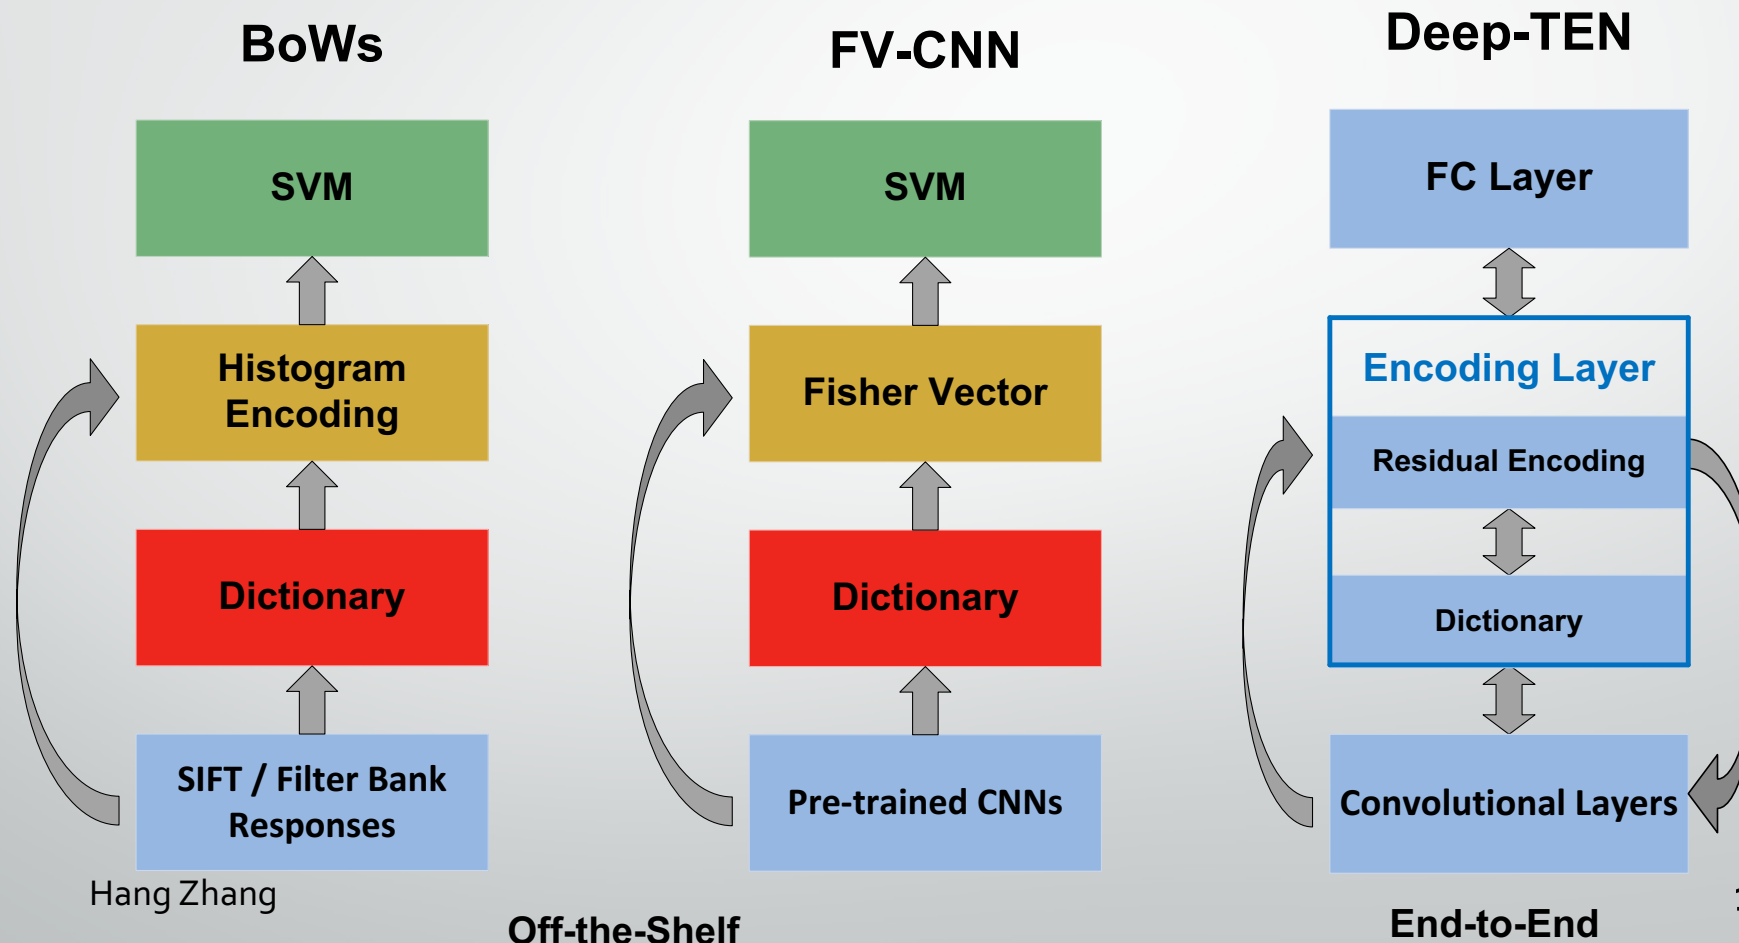 BoWs
SVM
Histogram
Encoding
Dictionary
SIFT / Filter Bank
Responses
FV-CNN
SVM
Fisher Vector
Dictionary
Pre-trained CNNs
Deep-TEN
FC Layer
Encoding Layer
Residual Encoding
Dictionary
Convolutional Layers
Hang Zhang
Off-the-Shelf
End-to-End